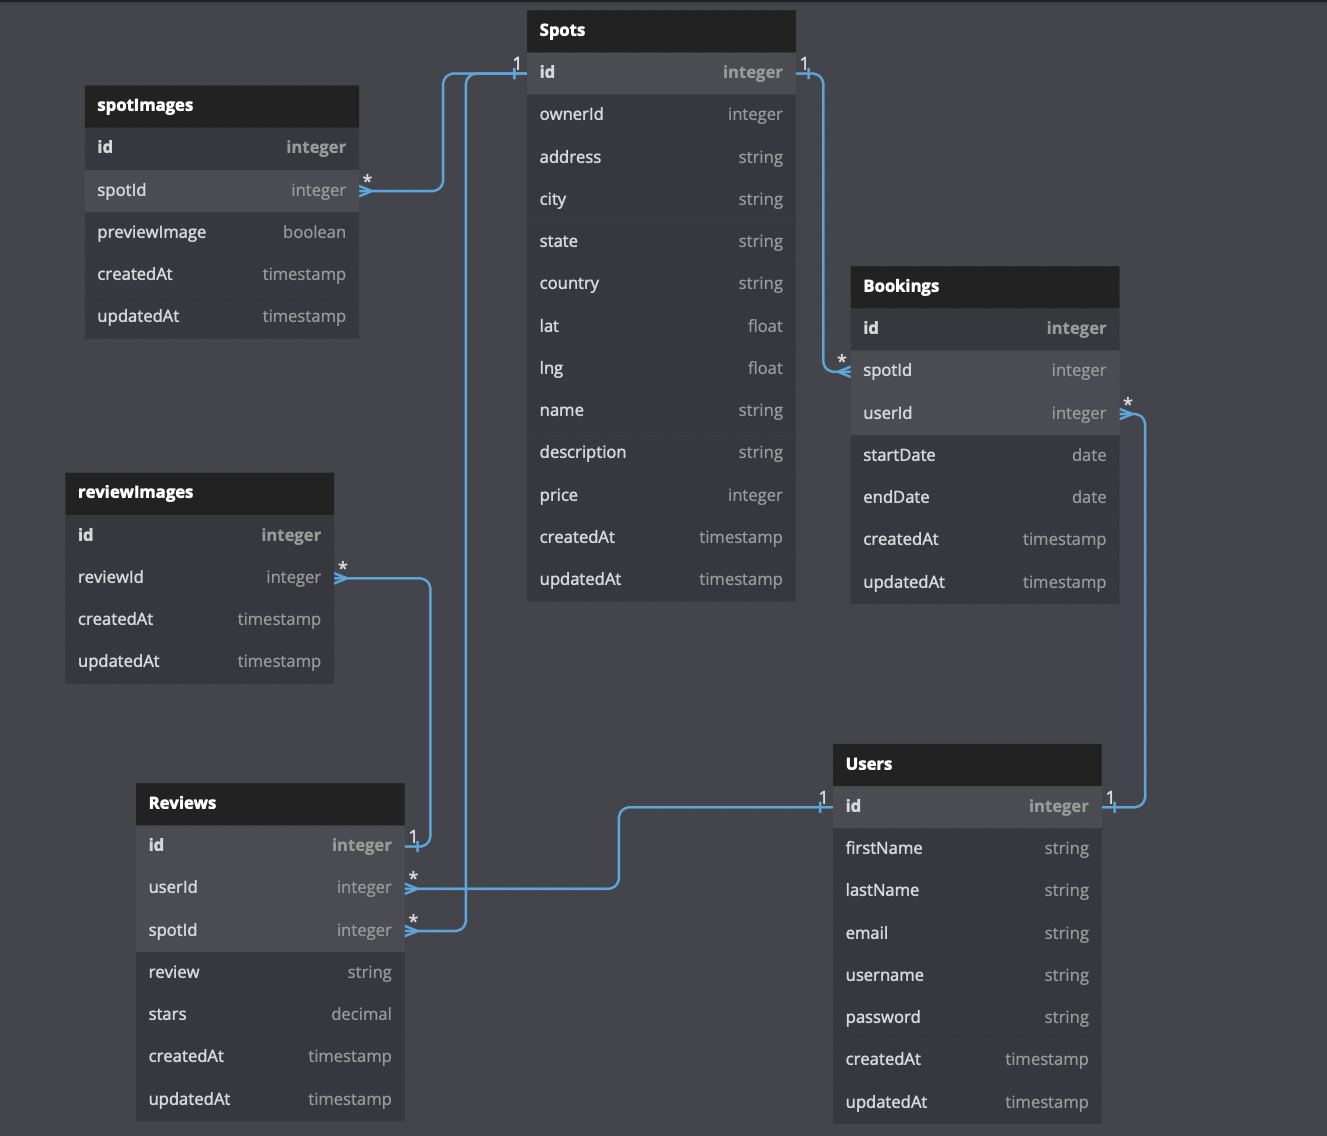 Spots
1 id integer 1
ownerId integer
address string
city string
state string
country string
lat float
lng float
name string
description string
price integer
createdAt timestamp
updatedAt timestamp
spotImages
id integer
spotId integer *
previewImage boolean
createdAt timestamp
updatedAt timestamp
Bookings
id integer
* spotId integer
userId integer *
startDate date
endDate date
createdAt timestamp
updatedAt timestamp
reviewImages
id integer
reviewId integer *
createdAt timestamp
updatedAt timestamp
Reviews
id integer 1
userId integer *
spotId integer *
review string
stars decimal
createdAt timestamp
updatedAt timestamp
Users
1 id integer 1
firstName string
lastName string
email string
username string
password string
createdAt timestamp
updatedAt timestamp